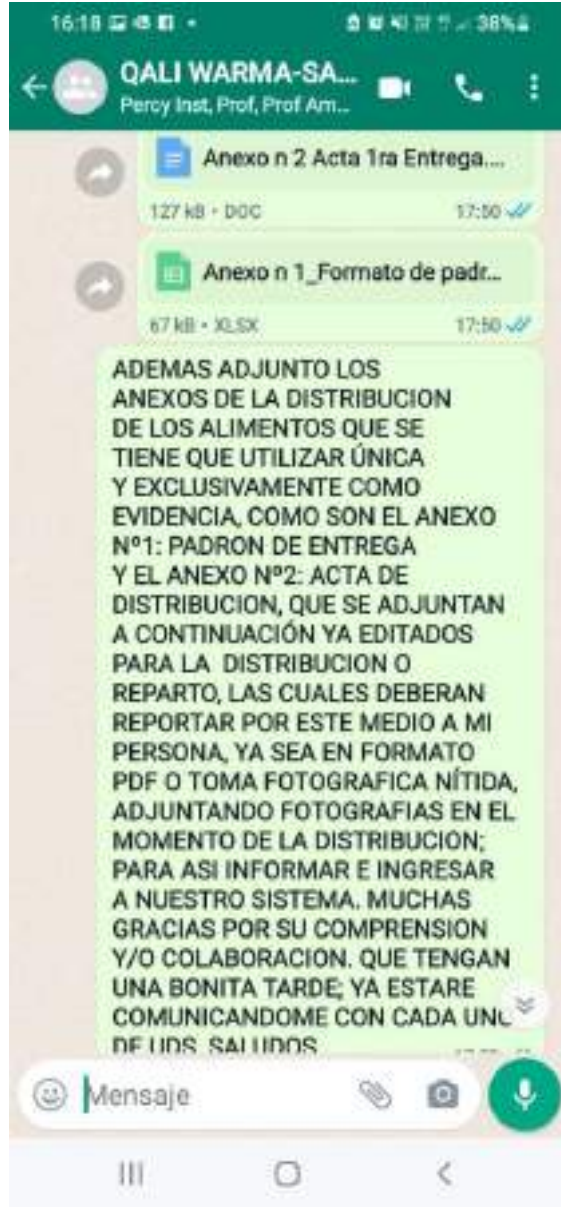 16:18
38%
QALI WARMA-SA...
Percy Inst, Prof, Prof Am...
Anexo n 2 Acta 1ra Entrega....
127 kB • DOC 17:50
Anexo n 1_Formato de padr...
67 kB • XLSX 17:50
ADEMAS ADJUNTO LOS
ANEXOS DE LA DISTRIBUCION
DE LOS ALIMENTOS QUE SE
TIENE QUE UTILIZAR ÚNICA
Y EXCLUSIVAMENTE COMO
EVIDENCIA, COMO SON EL ANEXO
Nº1: PADRON DE ENTREGA
Y EL ANEXO Nº2: ACTA DE
DISTRIBUCION, QUE SE ADJUNTAN
A CONTINUACIÓN YA EDITADOS
PARA LA DISTRIBUCION O
REPARTO, LAS CUALES DEBERAN
REPORTAR POR ESTE MEDIO A MI
PERSONA, YA SEA EN FORMATO
PDF O TOMA FOTOGRAFICA NÍTIDA,
ADJUNTANDO FOTOGRAFIAS EN EL
MOMENTO DE LA DISTRIBUCION;
PARA ASI INFORMAR E INGRESAR
A NUESTRO SISTEMA. MUCHAS
GRACIAS POR SU COMPRENSION
Y/O COLABORACION. QUE TENGAN
UNA BONITA TARDE; YA ESTARE
COMUNICANDOME CON CADA UNO
DE UDS. SALUDOS
Mensaje